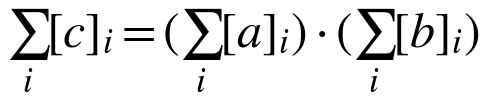 ∑_i [c]_i = (∑_i [a]_i) · (∑_i [b]_i)